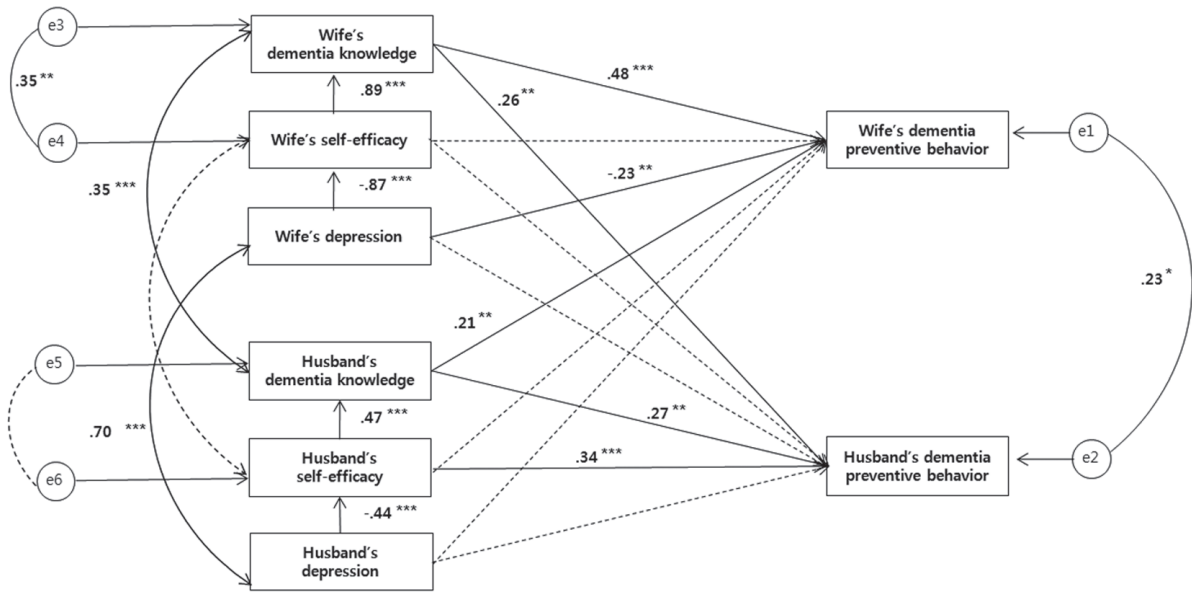 e3
Wife's
dementia knowledge
.35 **
.89 ***
.48 ***
.26 **
e4
Wife's self-efficacy
Wife's dementia
preventive behavior
e1
.35 ***
-.87 ***
-.23 **
Wife's depression
.23 *
.21 **
e5
Husband's
dementia knowledge
.47 ***
.27 **
.70 ***
Husband's
self-efficacy
.34 ***
Husband's dementia
preventive behavior
e2
e6
-.44 ***
Husband's
depression